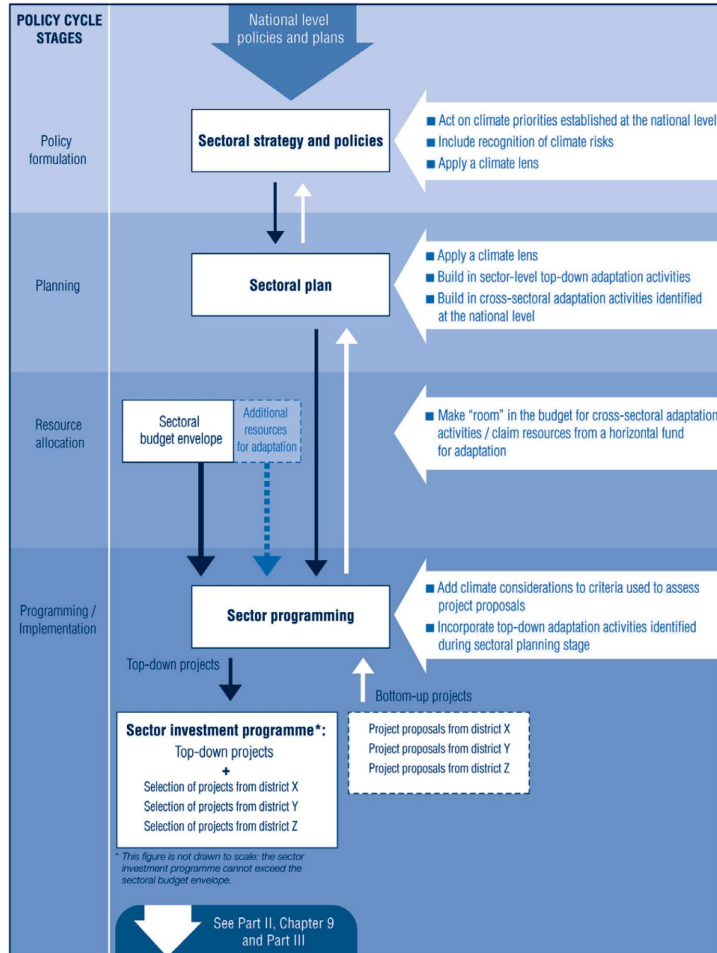 POLICY CYCLE
STAGES
National level
policies and plans
Policy
formulation
Sectoral strategy and policies
■ Act on climate priorities established at the national level
■ Include recognition of climate risks
■ Apply a climate lens
Planning
Sectoral plan
■ Apply a climate lens
■ Build in sector-level top-down adaptation activities
■ Build in cross-sectoral adaptation activities identified
at the national level
Resource
allocation
Sectoral
budget envelope
Additional
resources
for adaptation
■ Make “room” in the budget for cross-sectoral adaptation
activities / claim resources from a horizontal fund
for adaptation
Programming /
Implementation
Sector programming
■ Add climate considerations to criteria used to assess
project proposals
■ Incorporate top-down adaptation activities identified
during sectoral planning stage
Top-down projects
Bottom-up projects
Sector investment programme*:
Top-down projects
+
Selection of projects from district X
Selection of projects from district Y
Selection of projects from district Z
Project proposals from district X
Project proposals from district Y
Project proposals from district Z
* This figure is not drawn to scale: the sector
investment programme cannot exceed the
sectoral budget envelope.
See Part II, Chapter 9
and Part III